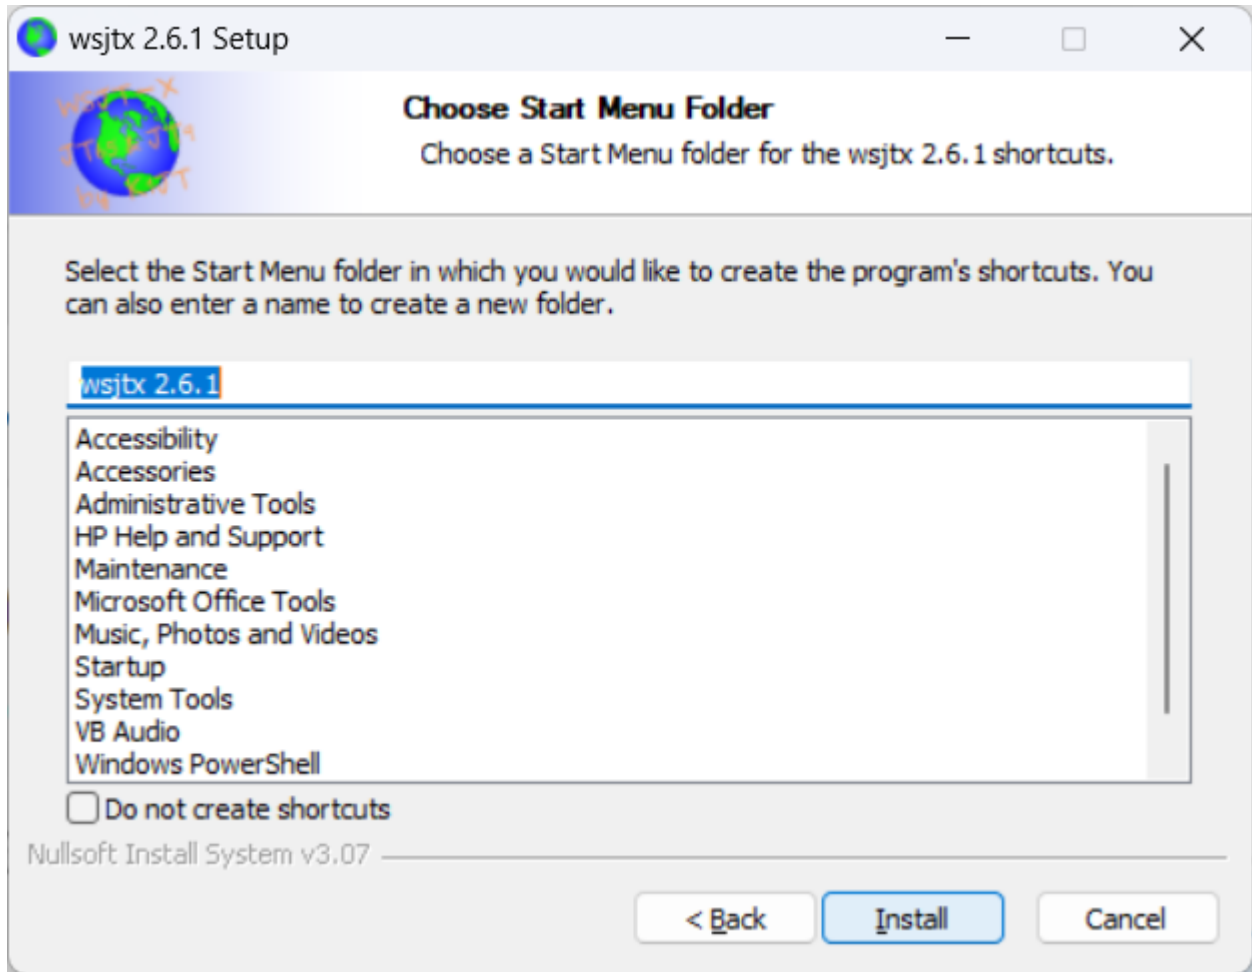 wsjtx 2.6.1 Setup
WSJT-X
by K1JT
Choose Start Menu Folder
Choose a Start Menu folder for the wsjtx 2.6.1 shortcuts.
Select the Start Menu folder in which you would like to create the program's shortcuts. You
can also enter a name to create a new folder.
wsjtx 2.6.1
Accessibility
Accessories
Administrative Tools
HP Help and Support
Maintenance
Microsoft Office Tools
Music, Photos and Videos
Startup
System Tools
VB Audio
Windows PowerShell
Do not create shortcuts
Nullsoft Install System v3.07
< Back
Install
Cancel